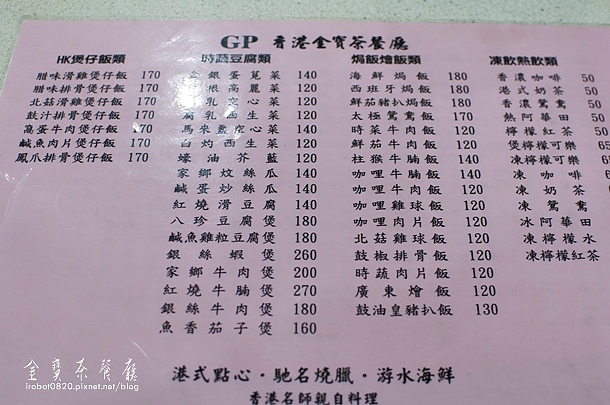 GP 香港金寶茶餐廳
HK煲仔飯類
腊味滑雞煲仔飯 170
腊味排骨煲仔飯 170
北菇滑雞煲仔飯 170
鼓汁排骨煲仔飯 170
窩蛋牛肉煲仔飯 170
鹹魚肉片煲仔飯 170
鳳爪排骨煲仔飯 170
時蔬豆腐類
金銀蛋莧菜 140
根高麗菜 120
乳空心菜 120
腐乳西生菜 120
馬來盞空心菜 140
白灼西生菜 120
蠔油芥藍 120
家鄉炆絲瓜 140
鹹蛋炒絲瓜 140
紅燒滑豆腐 140
八珍豆腐煲 180
鹹魚雞粒豆腐煲 180
銀絲蝦煲 260
家鄉牛肉煲 200
紅燒牛腩煲 270
銀絲牛肉煲 180
魚香茄子煲 160
焗飯燴飯類
海鮮焗飯 180
西班牙焗飯 180
鮮茄豬扒焗飯 180
太極鴛鴦飯 170
時菜牛肉飯 120
鮮茄牛肉飯 120
柱猴牛腩飯 140
咖哩牛腩飯 140
咖哩牛肉飯 120
咖哩雞球飯 120
咖哩肉片飯 120
北菇雞球飯 120
鼓椒排骨飯 120
時蔬肉片飯 120
廣東燴飯 120
鼓油皇豬扒飯 130
凍飲熱飲類
香濃咖啡 50
港式奶茶 50
香濃鴛鴦 50
熱阿華田 50
檸檬紅茶 50
煲檸檬可樂 65
凍檸檬可樂
凍咖啡
凍奶茶
凍鴛鴦
冰阿華田
凍檸檬水
凍檸檬紅茶
港式點心·馳名燒臘·游水海鮮
香港名師親自料理
金寶茶餐廳
irobot0820.pixnet.net/blog